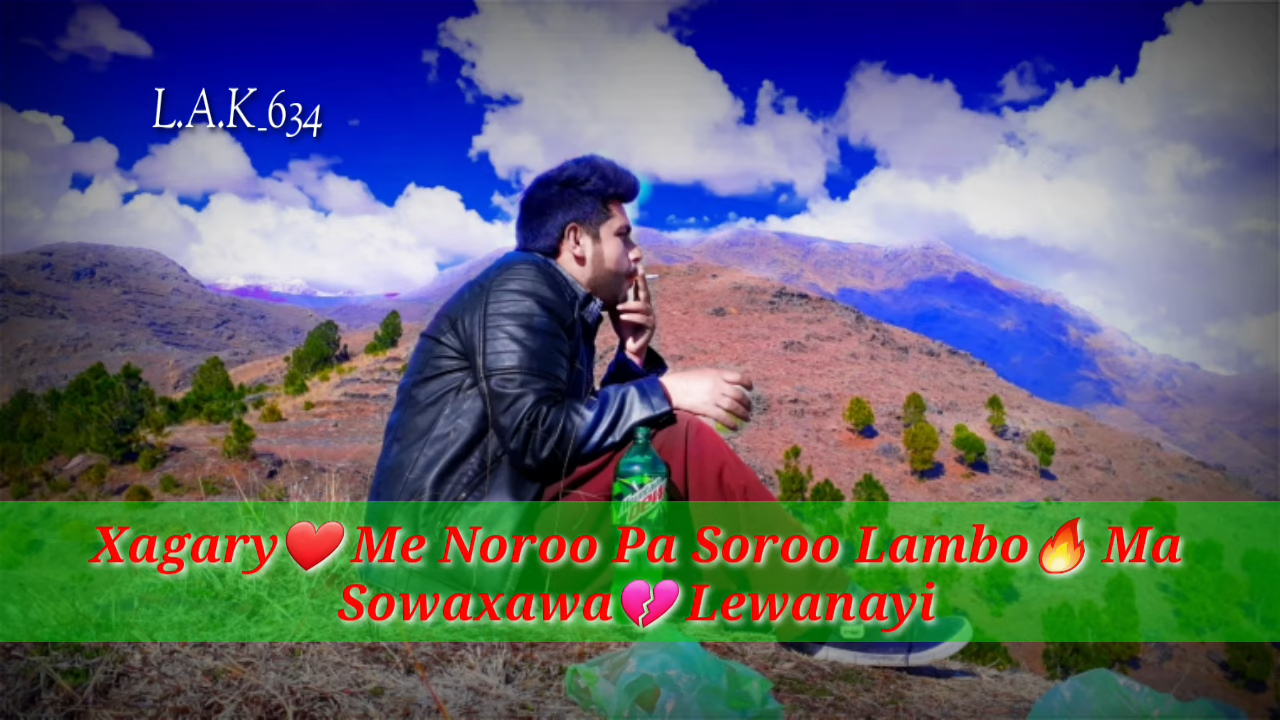 L.A.K_634
Xagary❤️Me Noroo Pa Soroo Lambo🔥 Ma
Sowaxawa💔Lewanayi